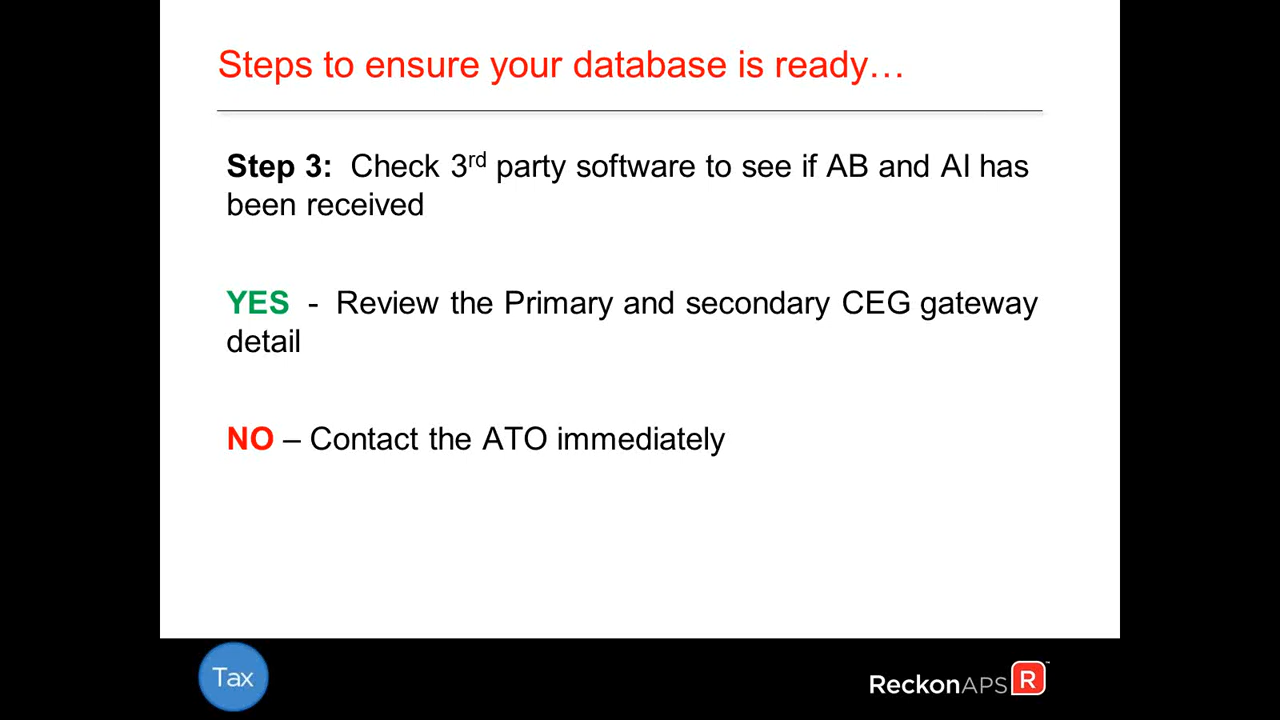 Steps to ensure your database is ready…
Step 3:  Check 3rd party software to see if AB and AI has
been received
YES  -  Review the Primary and secondary CEG gateway
detail
NO – Contact the ATO immediately
Tax
ReckonAPS R